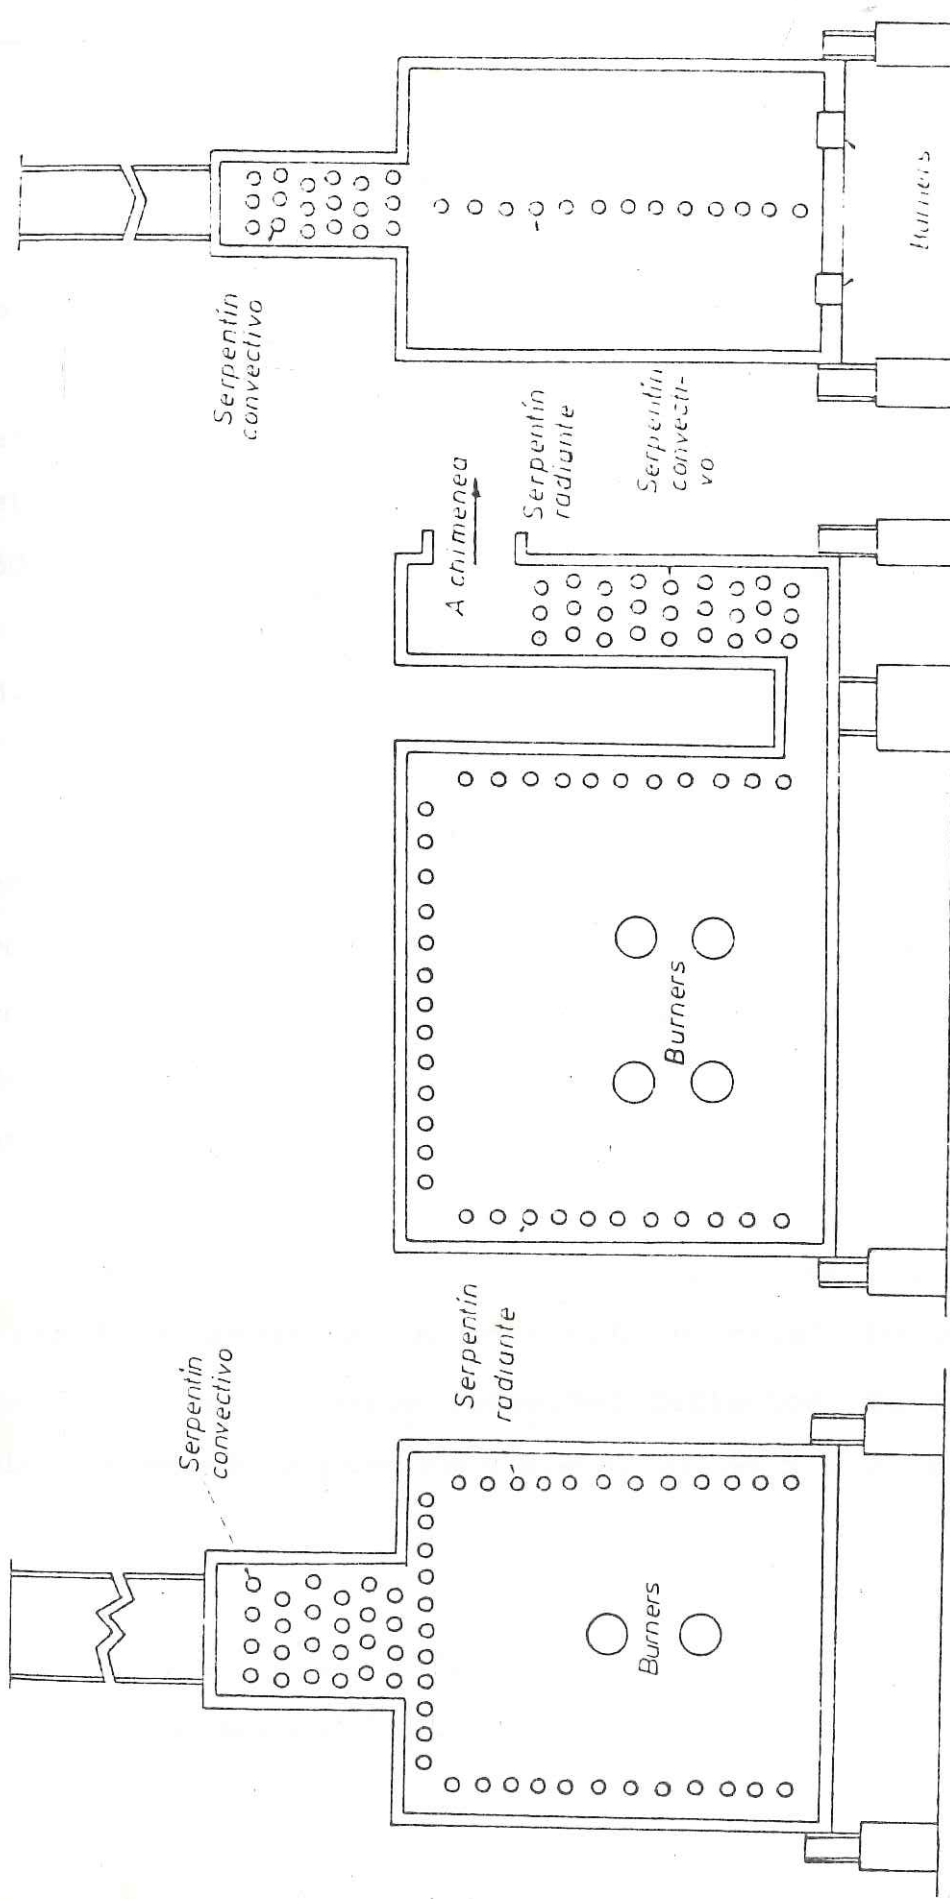 Serpentín
convectivo
Serpentín
radiante
Burners
Burners
A chimenea
Serpentín
radiante
Serpentín
convecti-
vo
Serpentín
convectivo
Burners